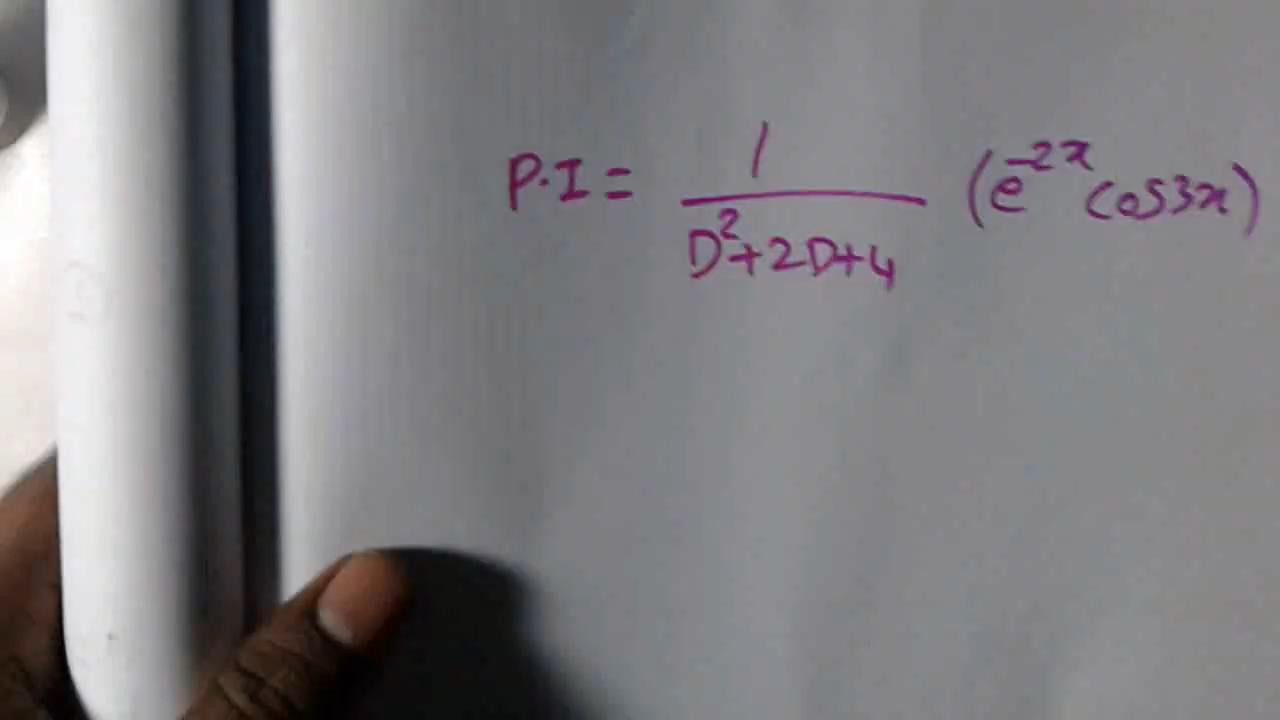 P.I = 1/(D²+2D+4) (e^-2x cos3x)